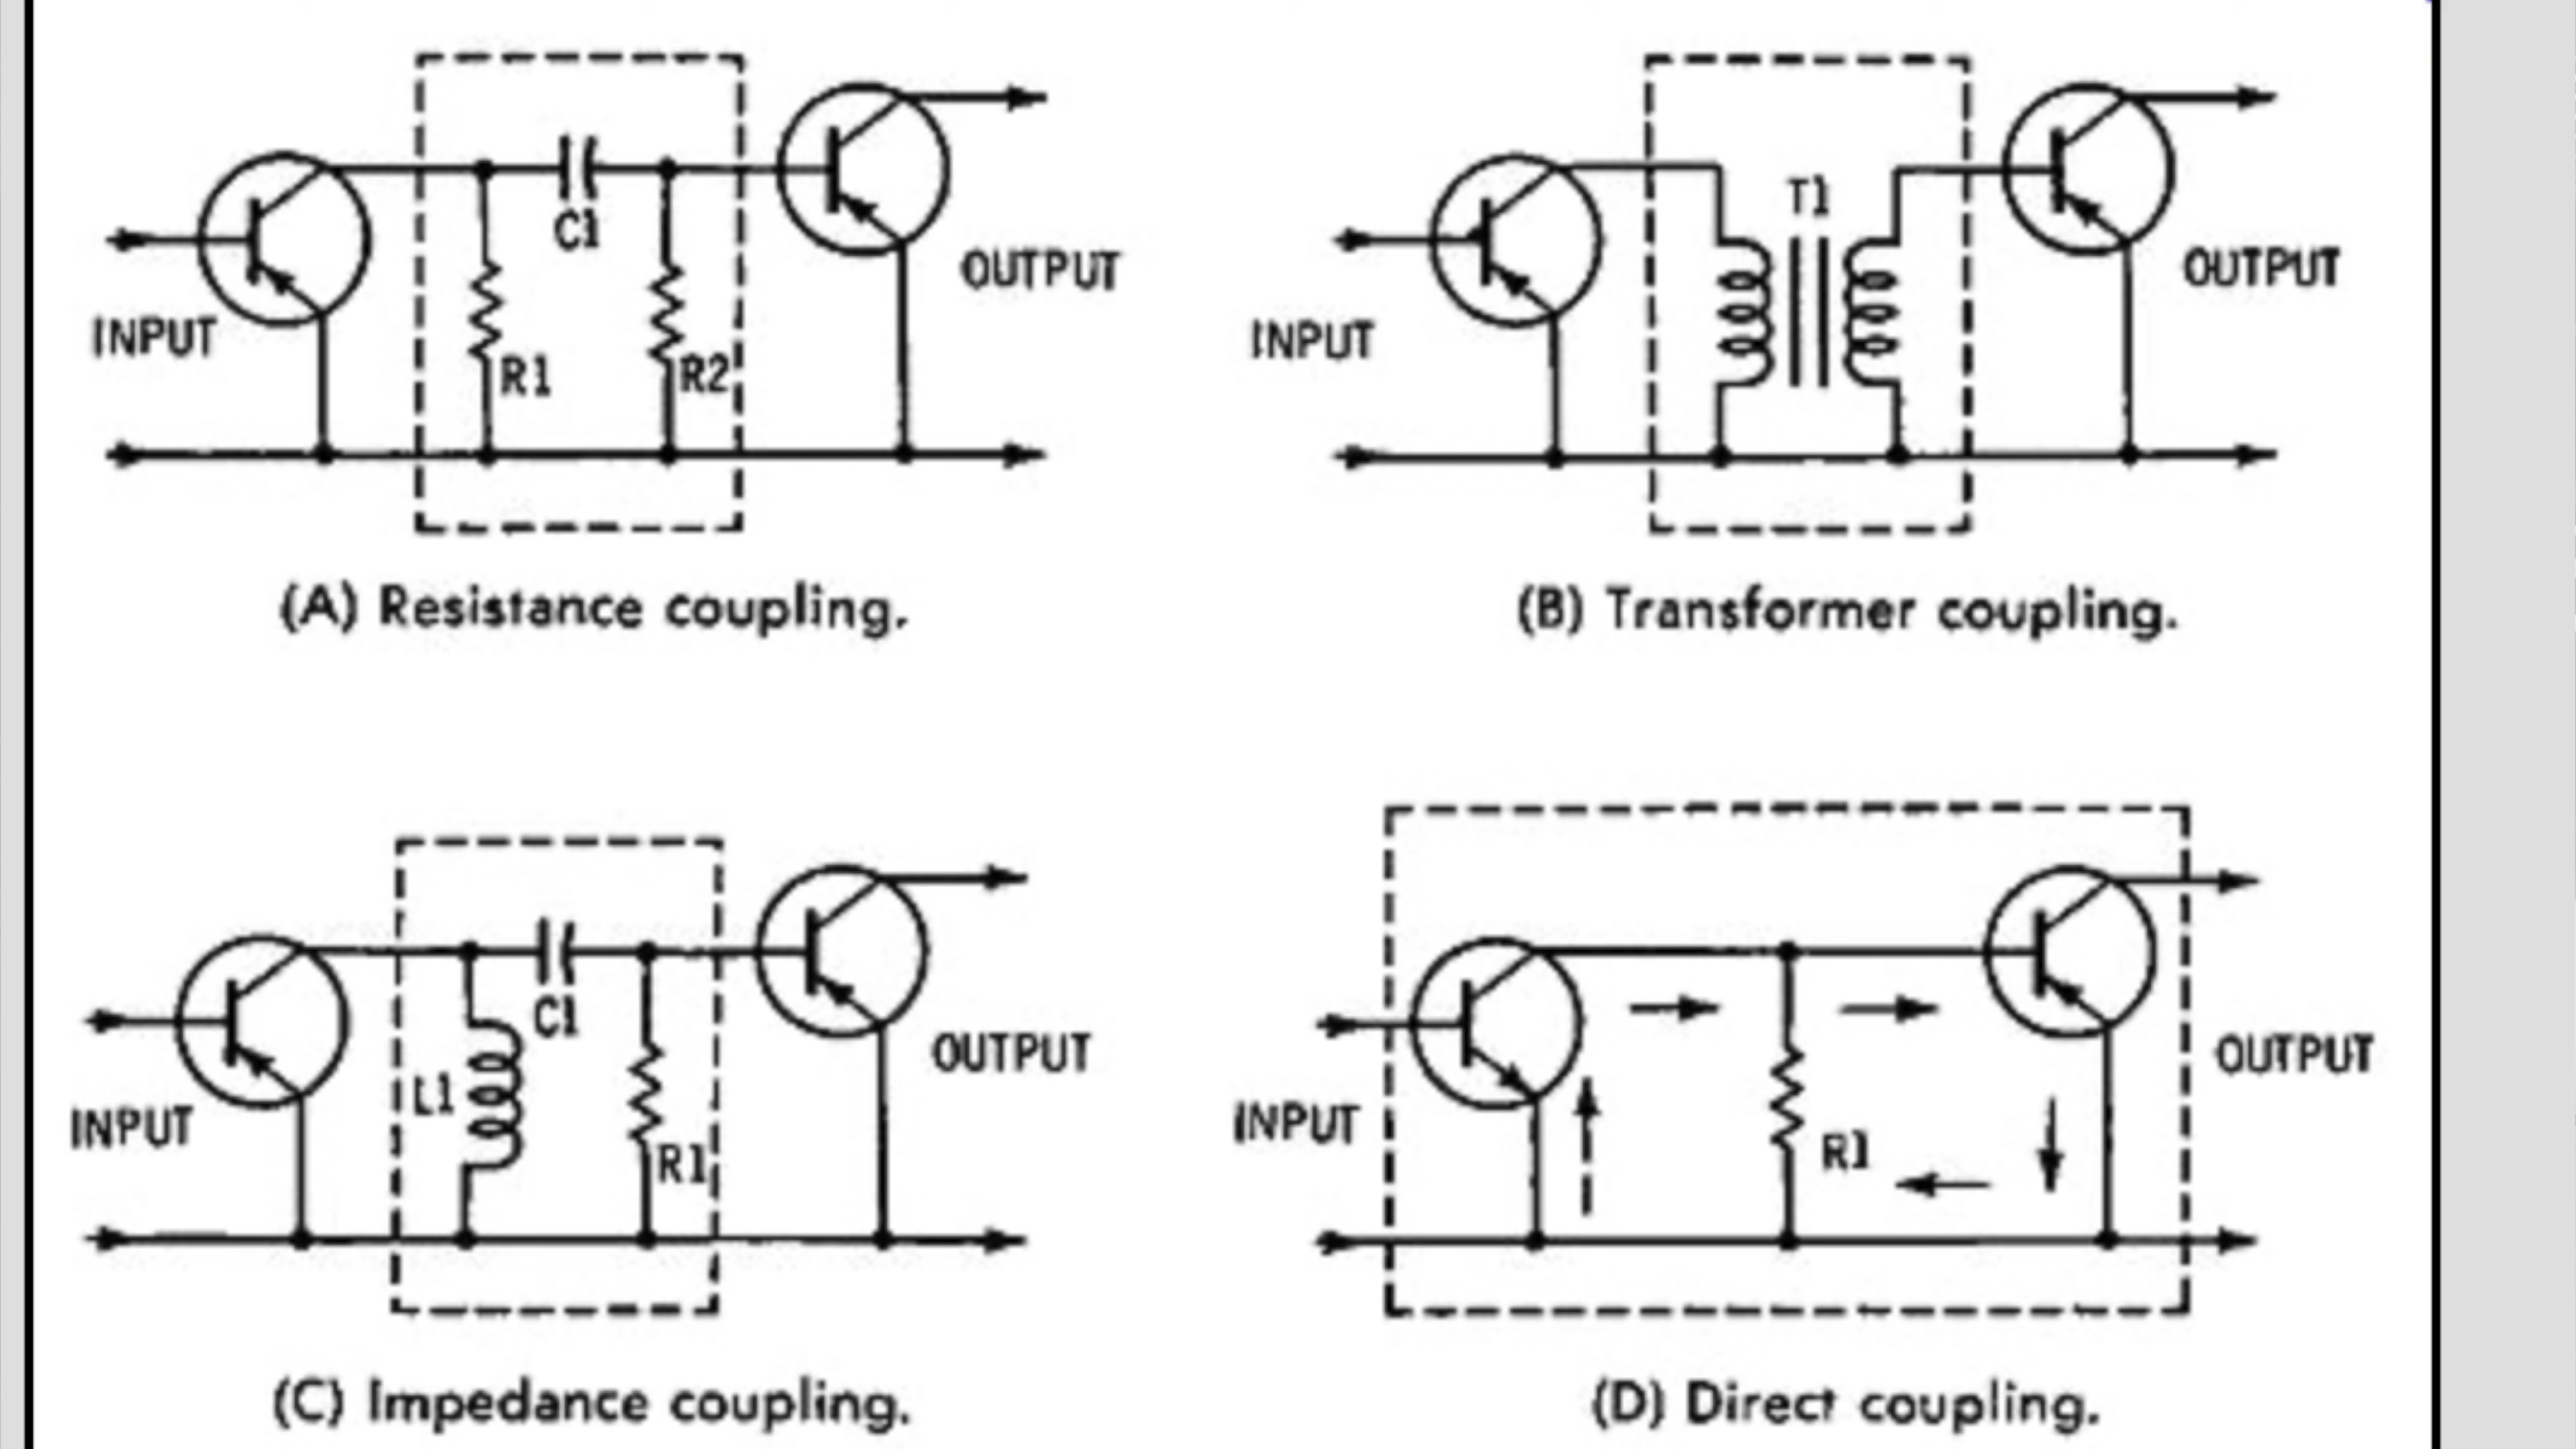 C1
R1
R2
INPUT
OUTPUT
(A) Resistance coupling.
T1
INPUT
OUTPUT
(B) Transformer coupling.
C1
L1
R1
INPUT
OUTPUT
(C) Impedance coupling.
R1
INPUT
OUTPUT
(D) Direct coupling.